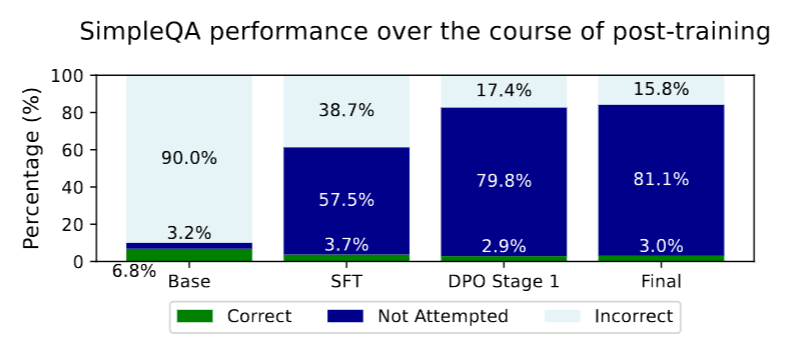 SimpleQA performance over the course of post-training
Percentage (%)
100
80
60
40
20
0
90.0%
3.2%
6.8%
38.7%
57.5%
3.7%
17.4%
79.8%
2.9%
15.8%
81.1%
3.0%
Base
SFT
DPO Stage 1
Final
Correct
Not Attempted
Incorrect